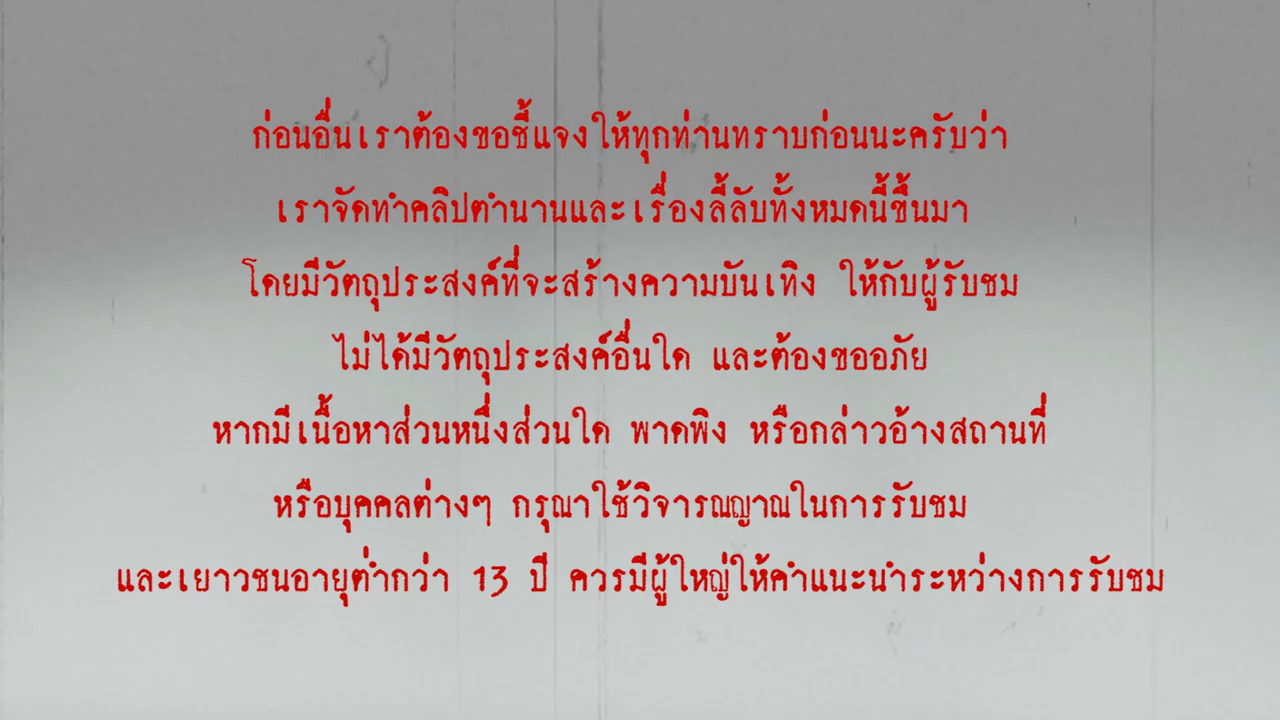 ก่อนอื่นเราต้องขอชี้แจงให้ทุกท่านทราบก่อนนะครับว่า
เราจัดทำคลิปตำนานและเรื่องลี้ลับทั้งหมดนี้ขึ้นมา
โดยมีวัตถุประสงค์ที่จะสร้างความบันเทิง ให้กับผู้รับชม
ไม่ได้มีวัตถุประสงค์อื่นใด และต้องขออภัย
หากมีเนื้อหาส่วนหนึ่งส่วนใด พาดพิง หรือกล่าวอ้างสถานที่
หรือบุคคลต่างๆ กรุณาใช้วิจารณญาณในการรับชม
และเยาวชนอายุต่ำกว่า 13 ปี ควรมีผู้ใหญ่ให้คำแนะนำระหว่างการรับชม